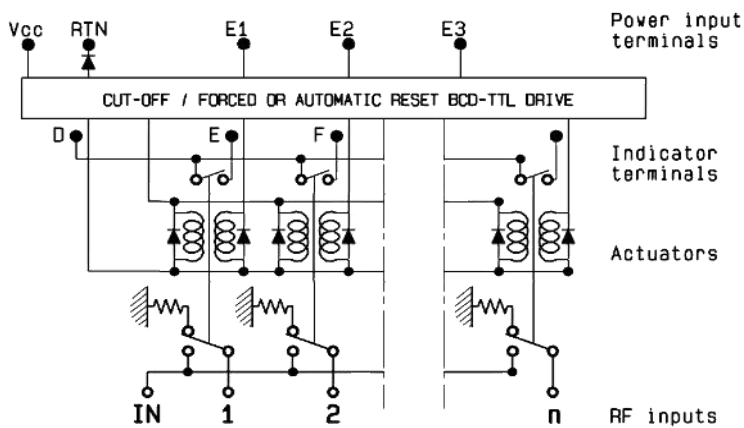 Vcc RTN E1 E2 E3 Power input
terminals
CUT-OFF / FORCED OR AUTOMATIC RESET BCD-TTL DRIVE
D E F
Indicator
terminals
Actuators
IN 1 2 n RF inputs